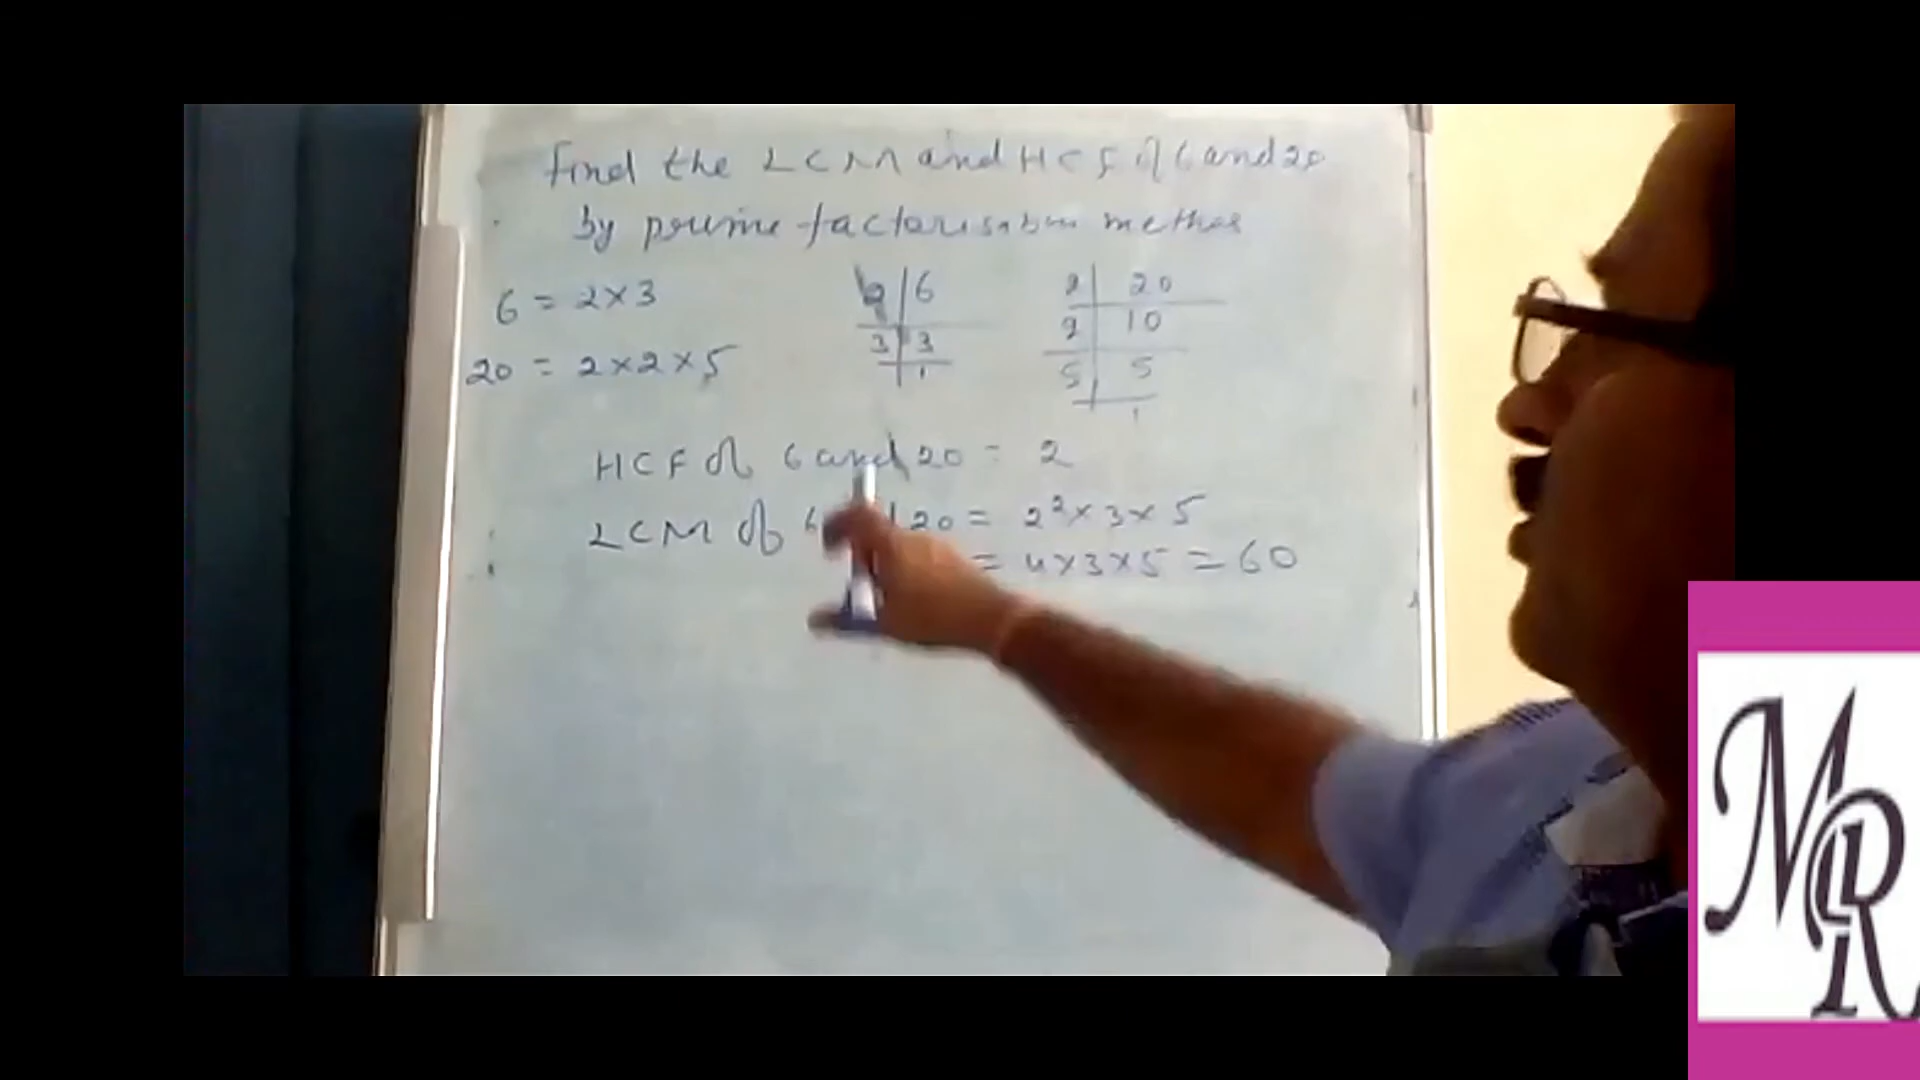 Find the LCM and HCF of 6 and 20
by prime factorisation method
6 = 2×3
20 = 2×2×5
2 | 6
3 | 3
1
2 | 20
2 | 10
5 | 5
1
HCF of 6 and 20 = 2
LCM of 6 20 = 2²×3×5
= 4×3×5 = 60
MR